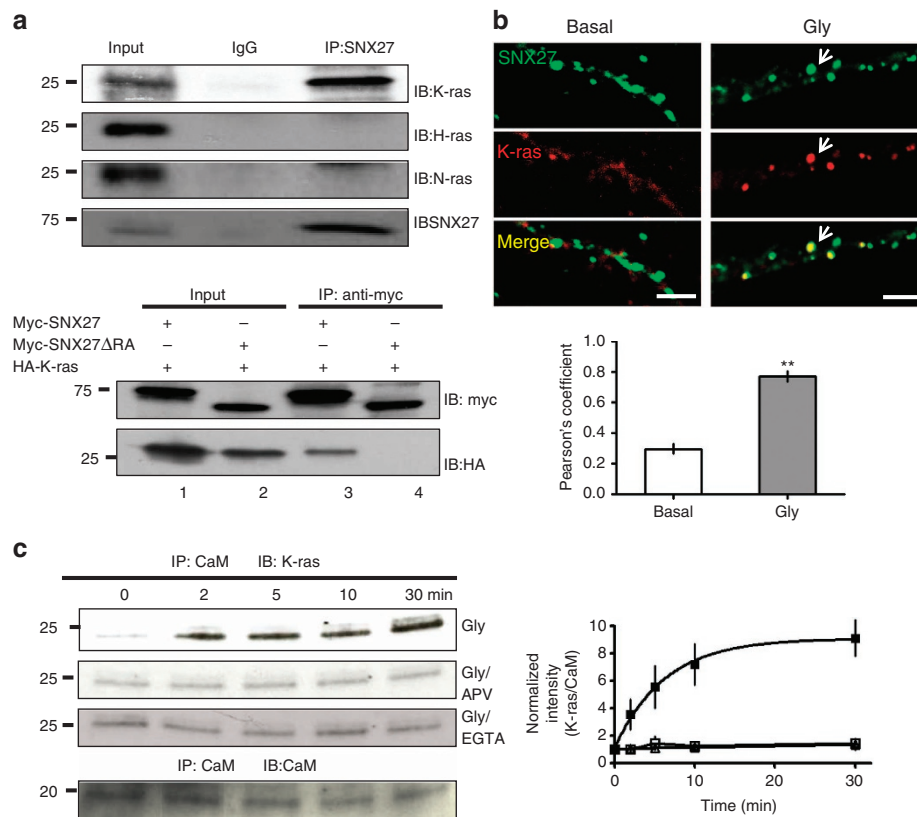 a
Input IgG IP:SNX27
25 IB:K-ras
25 IB:H-ras
25 IB:N-ras
75 IBSNX27
Input IP: anti-myc
Myc-SNX27 + – + –
Myc-SNX27ΔRA – + – +
HA-K-ras + + + +
75 IB: myc
25 IB:HA
1 2 3 4
b
Basal Gly
SNX27
K-ras
Merge
Pearson's coefficient
1.0
0.8
0.6
0.4
0.2
0.0
**
Basal Gly
c
IP: CaM IB: K-ras
0 2 5 10 30 min
25 Gly
25 Gly/
APV
25 Gly/
EGTA
IP: CaM IB:CaM
20
Normalized
intensity
(K-ras/CaM)
10
8
6
4
2
0
0 10 20 30
Time (min)